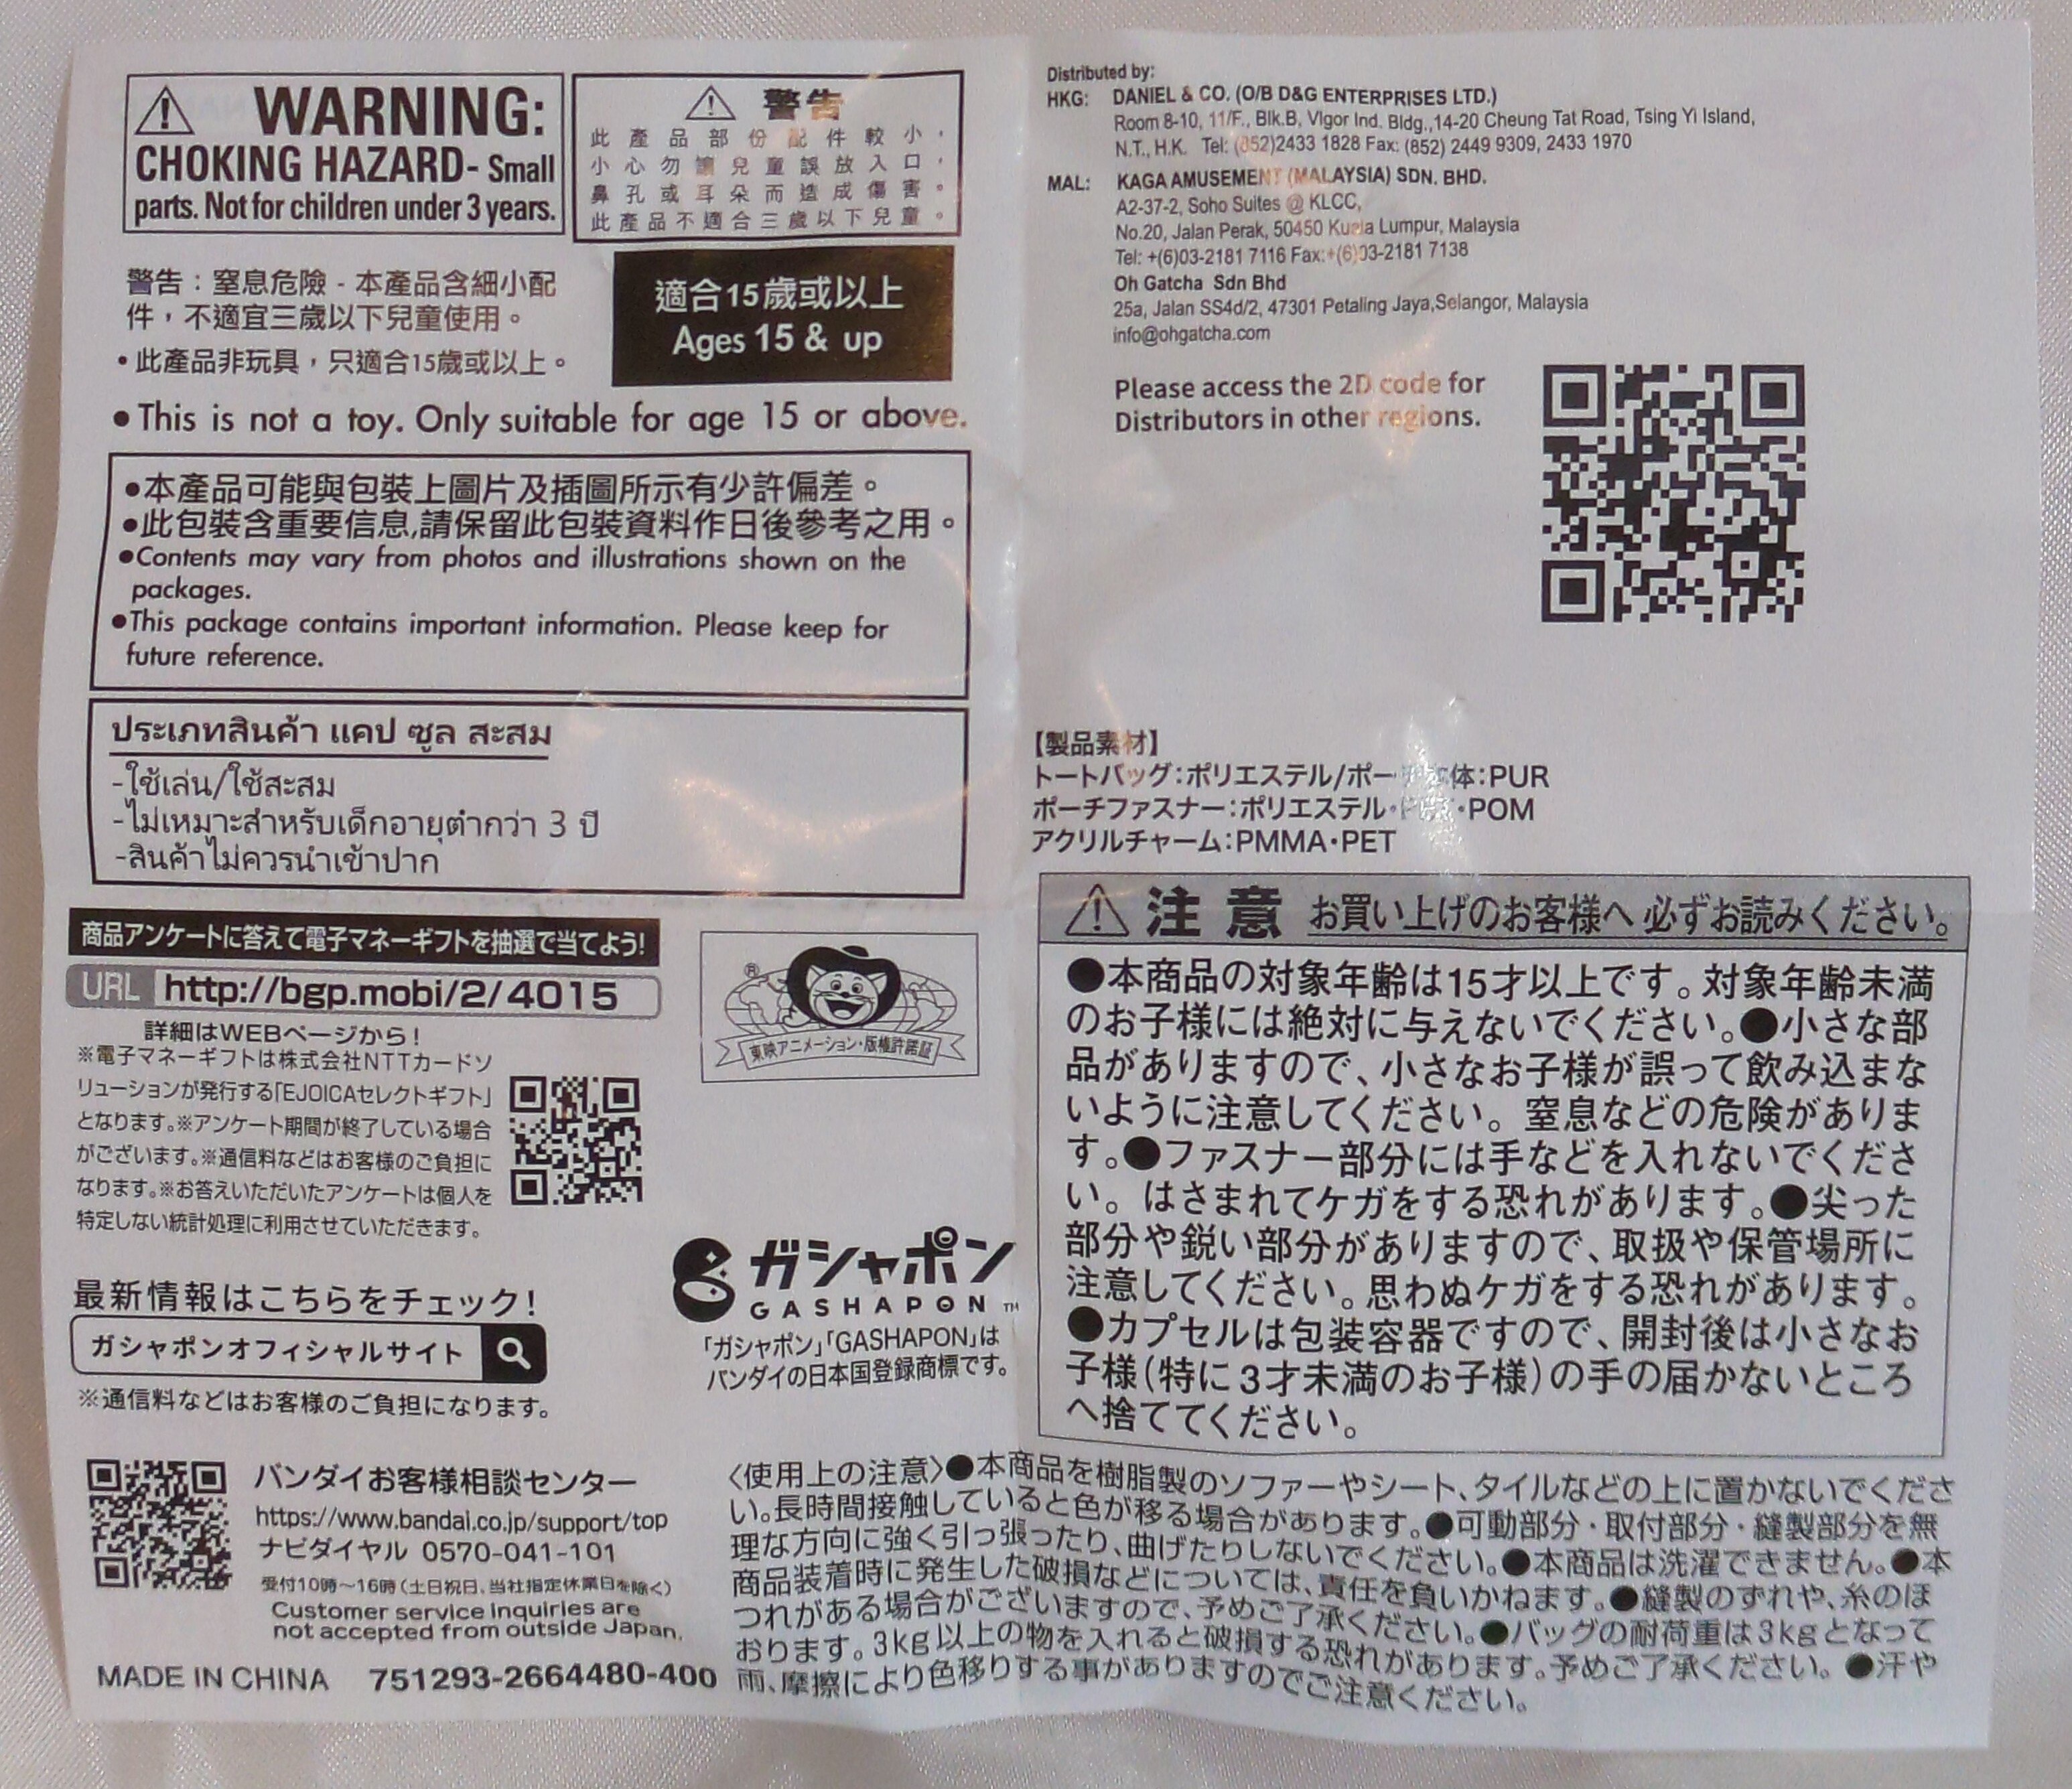 ⚠ WARNING:
CHOKING HAZARD- Small
parts. Not for children under 3 years.
⚠ 警告
此產品部份配件較小，
小心勿讓兒童誤放入口，
鼻孔或耳朵而造成傷害。
此產品不適合三歲以下兒童。
警告：窒息危險 - 本產品含細小配
件，不適宜三歲以下兒童使用。
•此產品非玩具，只適合15歲或以上。
適合15歲或以上
Ages 15 & up
●This is not a toy. Only suitable for age 15 or above.
●本產品可能與包裝上圖片及插圖所示有少許偏差。
●此包裝含重要信息,請保留此包裝資料作日後參考之用。
●Contents may vary from photos and illustrations shown on the
packages.
●This package contains important information. Please keep for
future reference.
ประเภทสินค้า แคป ซูล สะสม
-ใช้เล่น/ใช้สะสม
-ไม่เหมาะสำหรับเด็กอายุต่ำกว่า 3 ปี
-สินค้าไม่ควรนำเข้าปาก
商品アンケートに答えて電子マネーギフトを抽選で当てよう!
URL http://bgp.mobi/2/4015
詳細はWEBページから!
※電子マネーギフトは株式会社NTTカードソ
リューションが発行する「EJOICAセレクトギフト」
となります。※アンケート期間が終了している場合
がございます。※通信料などはお客様のご負担に
なります。※お答えいただいたアンケートは個人を
特定しない統計処理に利用させていただきます。
®
東映アニメーション・版権許諾証
最新情報はこちらをチェック!
ガシャポンオフィシャルサイト
※通信料などはお客様のご負担になります。
ガシャポン
GASHAPON TM
「ガシャポン」「GASHAPON」は
バンダイの日本国登録商標です。
バンダイお客様相談センター
https://www.bandai.co.jp/support/top
ナビダイヤル 0570-041-101
受付10時～16時(土日祝日、当社指定休業日を除く)
Customer service inquiries are
not accepted from outside Japan.
MADE IN CHINA 751293-2664480-400
Distributed by:
HKG: DANIEL & CO. (O/B D&G ENTERPRISES LTD.)
Room 8-10, 11/F., Blk.B, VIgor Ind. Bldg.,14-20 Cheung Tat Road, Tsing Yi Island,
N.T., H.K. Tel: (852)2433 1828 Fax: (852) 2449 9309, 2433 1970
MAL: KAGA AMUSEMENT (MALAYSIA) SDN. BHD.
A2-37-2, Soho Suites @ KLCC,
No.20, Jalan Perak, 50450 Kuala Lumpur, Malaysia
Tel: +(6)03-2181 7116 Fax:+(6)03-2181 7138
Oh Gatcha Sdn Bhd
25a, Jalan SS4d/2, 47301 Petaling Jaya,Selangor, Malaysia
info@ohgatcha.com
Please access the 2D code for
Distributors in other regions.
【製品素材】
トートバッグ:ポリエステル/ポー 体:PUR
ポーチファスナー:ポリエステル・ ・POM
アクリルチャーム:PMMA・PET
⚠ 注意 お買い上げのお客様へ 必ずお読みください。
●本商品の対象年齢は15才以上です。対象年齢未満
のお子様には絶対に与えないでください。●小さな部
品がありますので、小さなお子様が誤って飲み込まな
いように注意してください。窒息などの危険がありま
す。●ファスナー部分には手などを入れないでくださ
い。はさまれてケガをする恐れがあります。●尖った
部分や鋭い部分がありますので、取扱や保管場所に
注意してください。思わぬケガをする恐れがあります。
●カプセルは包装容器ですので、開封後は小さなお
子様(特に3才未満のお子様)の手の届かないところ
へ捨ててください。
〈使用上の注意〉●本商品を樹脂製のソファーやシート、タイルなどの上に置かないでくださ
い。長時間接触していると色が移る場合があります。●可動部分・取付部分・縫製部分を無
理な方向に強く引っ張ったり、曲げたりしないでください。●本商品は洗濯できません。●本
商品装着時に発生した破損などについては、責任を負いかねます。●縫製のずれや、糸のほ
つれがある場合がございますので、予めご了承ください。●バッグの耐荷重は3kgとなって
おります。3kg以上の物を入れると破損する恐れがあります。予めご了承ください。●汗や
雨、摩擦により色移りする事がありますのでご注意ください。